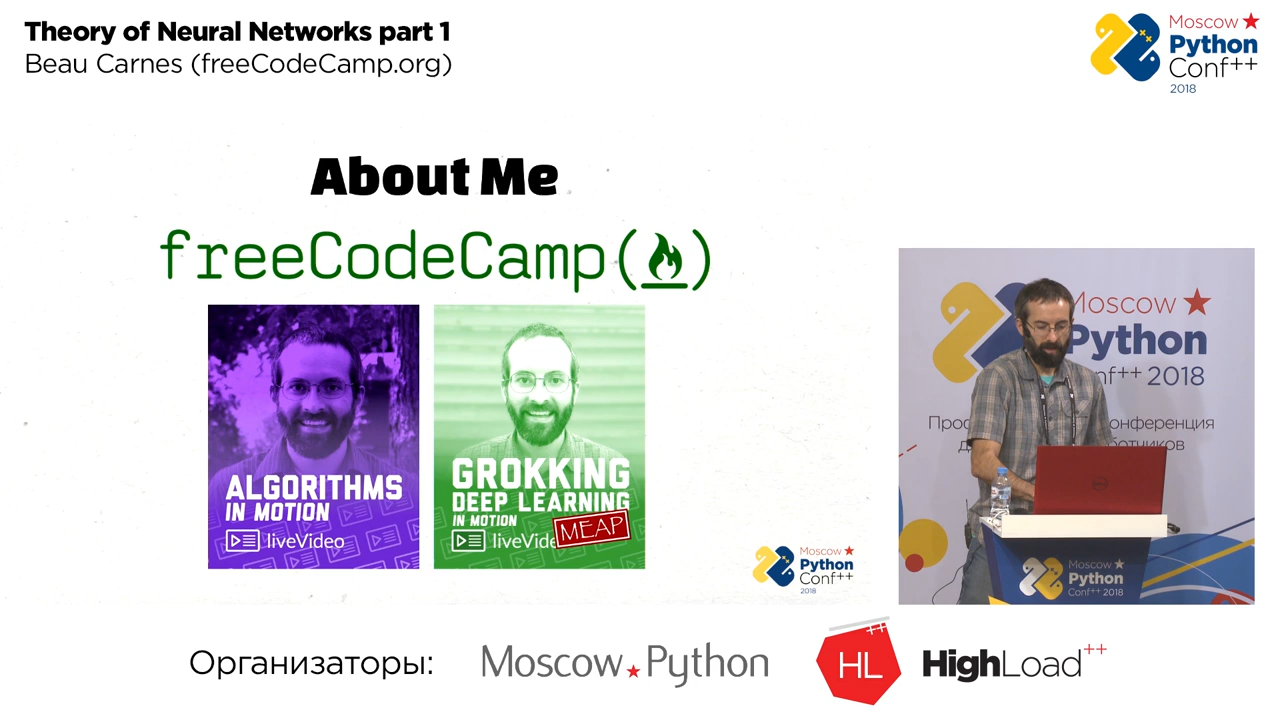 Theory of Neural Networks part 1
Beau Carnes (freeCodeCamp.org)
Moscow
Python
Conf++
2018
About Me
freeCodeCamp( )
ALGORITHMS
IN MOTION
liveVideo
GROKKING
DEEP LEARNING
IN MOTION
MEAP
Moscow
Python
Conf++
2018
Moscow
Python
nf++ 2018
Moscow
Python
Conf++ 2018
Организаторы:
Moscow Python
HL++
HighLoad++